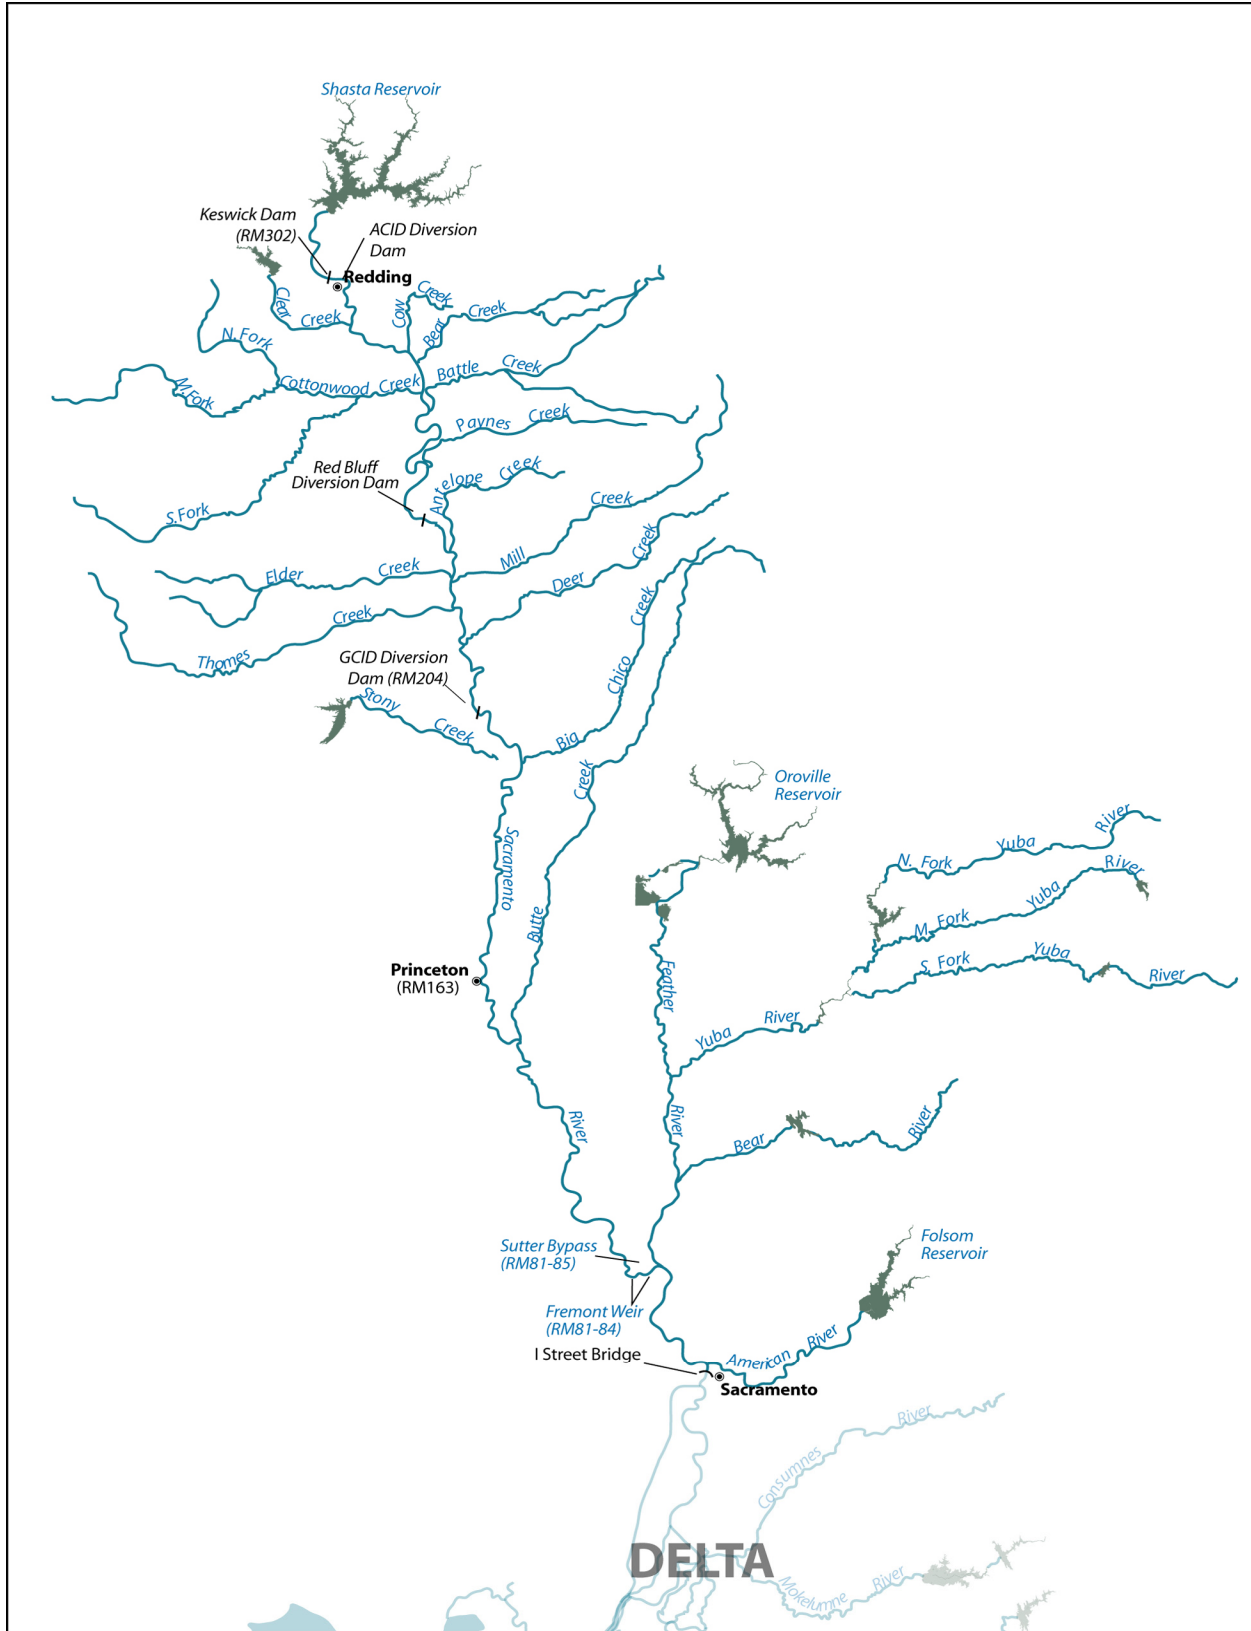 Shasta Reservoir
Keswick Dam
(RM302)
ACID Diversion
Dam
Redding
Clear Creek
Cow Creek
Bear Creek
N. Fork
M. Fork
Cottonwood Creek
Battle Creek
Paynes Creek
Red Bluff
Diversion Dam
Antelope Creek
S. Fork
Mill Creek
Elder Creek
Deer Creek
Thomes Creek
GCID Diversion
Dam (RM204)
Stony Creek
Big Chico Creek
Butte Creek
Oroville
Reservoir
Sacramento River
N. Fork Yuba River
M. Fork Yuba River
S. Fork Yuba River
Princeton
(RM163)
Feather River
Yuba River
Bear River
Sutter Bypass
(RM81-85)
Folsom
Reservoir
Fremont Weir
(RM81-84)
I Street Bridge
American River
Sacramento
Consumnes River
DELTA
Mokelumne River